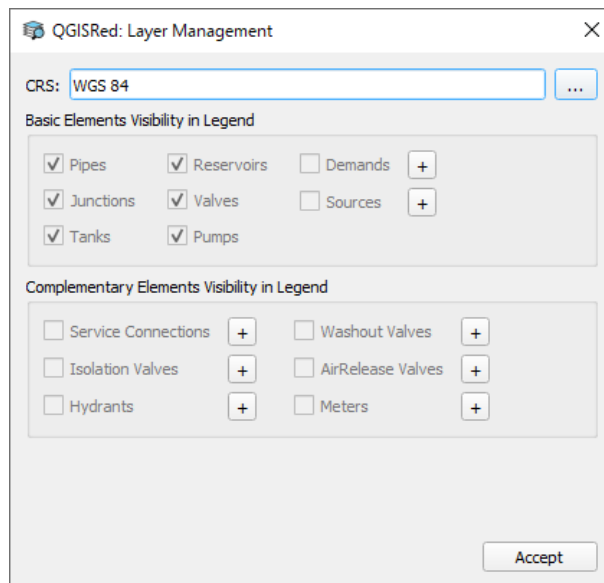 QGISRed: Layer Management
CRS: WGS 84 ...
Basic Elements Visibility in Legend
Pipes Reservoirs Demands +
Junctions Valves Sources +
Tanks Pumps
Complementary Elements Visibility in Legend
Service Connections + Washout Valves +
Isolation Valves + AirRelease Valves +
Hydrants + Meters +
Accept